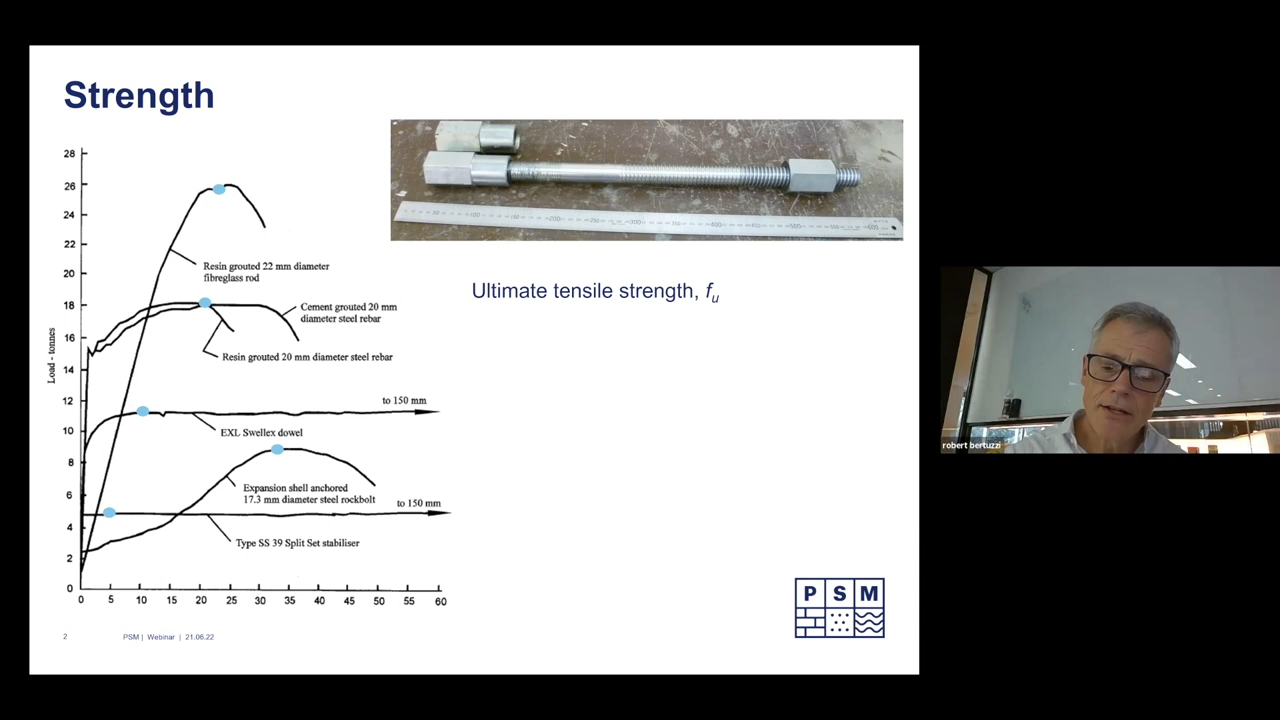 Strength
28
26
24
22
20
18
16
14
12
10
8
6
4
2
0
Load - tonnes
0 5 10 15 20 25 30 35 40 45 50 55 60
Resin grouted 22 mm diameter
fibreglass rod
Cement grouted 20 mm
diameter steel rebar
Resin grouted 20 mm diameter steel rebar
to 150 mm
EXL Swellex dowel
Expansion shell anchored
17.3 mm diameter steel rockbolt
to 150 mm
Type SS 39 Split Set stabiliser
Ultimate tensile strength, fu
2 PSM | Webinar | 21.06.22
P S M
robert bertuzzi